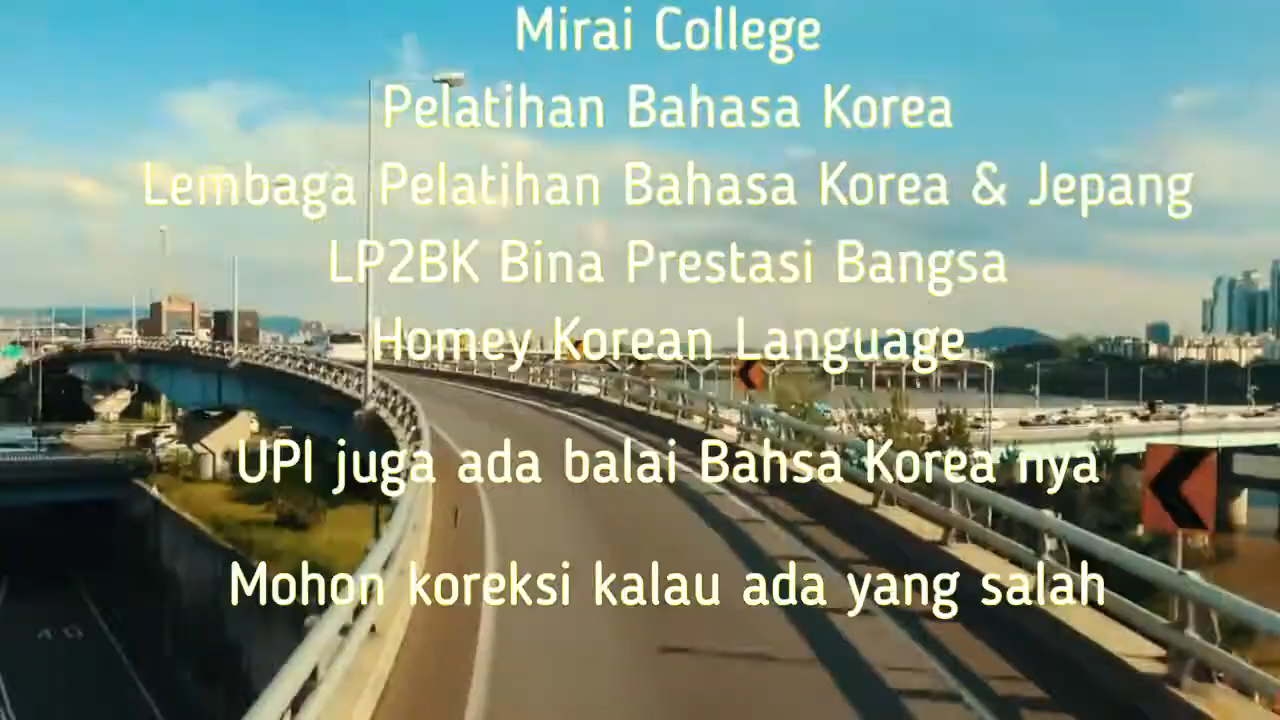 Mirai College
Pelatihan Bahasa Korea
Lembaga Pelatihan Bahasa Korea & Jepang
LP2BK Bina Prestasi Bangsa
Homey Korean Language
UPI juga ada balai Bahsa Korea nya
Mohon koreksi kalau ada yang salah
40